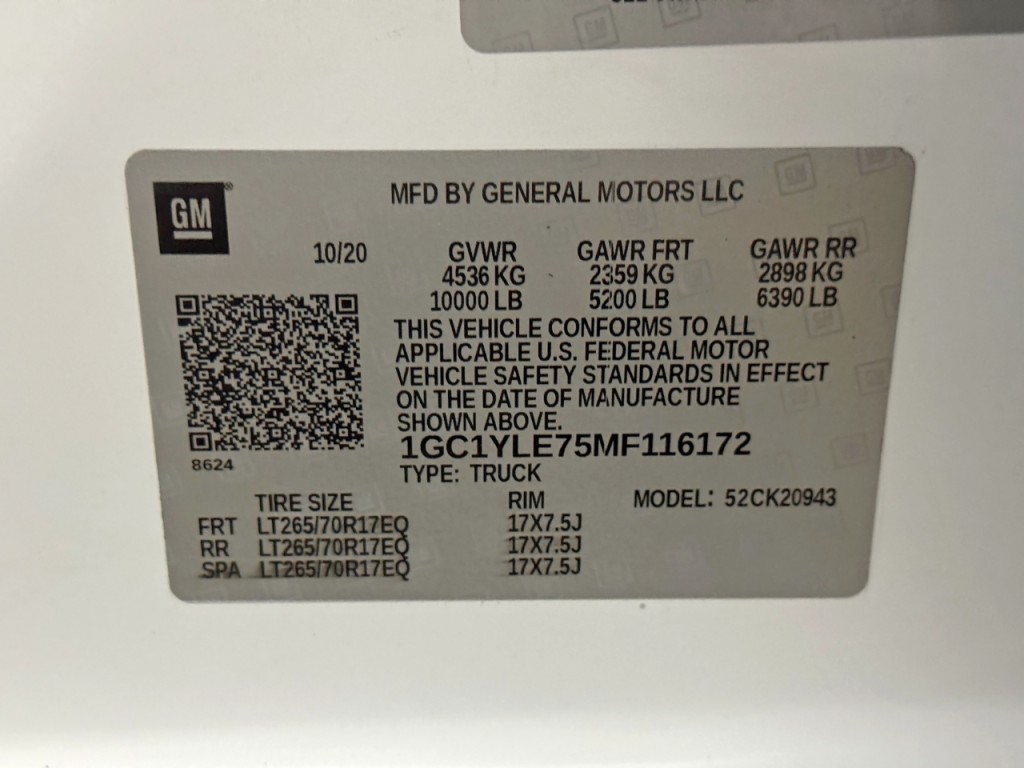 GM
®
MFD BY GENERAL MOTORS LLC
10/20 GVWR GAWR FRT GAWR RR
4536 KG 2359 KG 2898 KG
10000 LB 5200 LB 6390 LB
THIS VEHICLE CONFORMS TO ALL
APPLICABLE U.S. FEDERAL MOTOR
VEHICLE SAFETY STANDARDS IN EFFECT
ON THE DATE OF MANUFACTURE
SHOWN ABOVE.
1GC1YLE75MF116172
8624
TYPE: TRUCK
TIRE SIZE RIM MODEL: 52CK20943
FRT LT265/70R17EQ 17X7.5J
RR LT265/70R17EQ 17X7.5J
SPA LT265/70R17EQ 17X7.5J